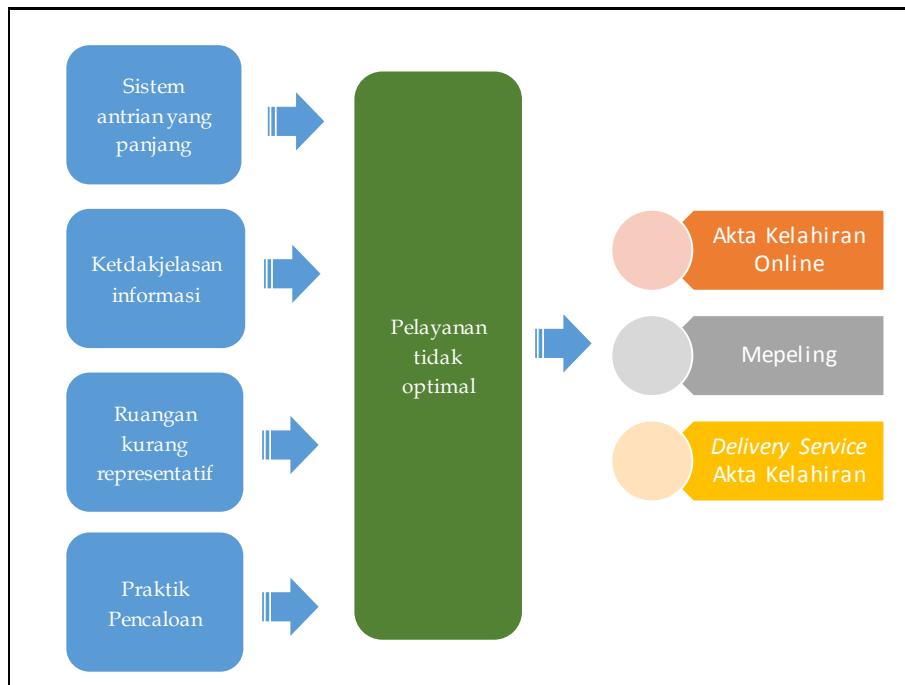 Sistem
antrian yang
panjang
Ketdakjelasan
informasi
Ruangan
kurang
representatif
Praktik
Pencaloan
Pelayanan
tidak
optimal
Akta Kelahiran
Online
Mepeling
Delivery Service
Akta Kelahiran